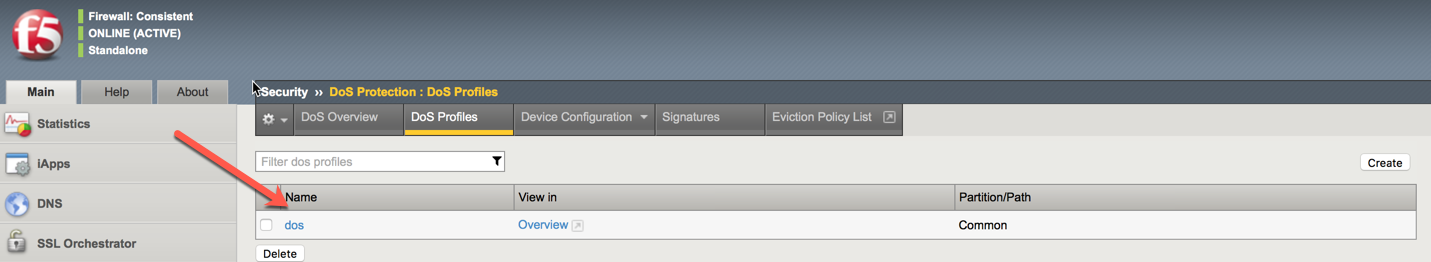 f5
Firewall: Consistent
ONLINE (ACTIVE)
Standalone
Main Help About
Security ›› DoS Protection : DoS Profiles
DoS Overview DoS Profiles Device Configuration Signatures Eviction Policy List
Statistics
iApps
DNS
SSL Orchestrator
Filter dos profiles
Create
Name View in Partition/Path
dos Overview Common
Delete